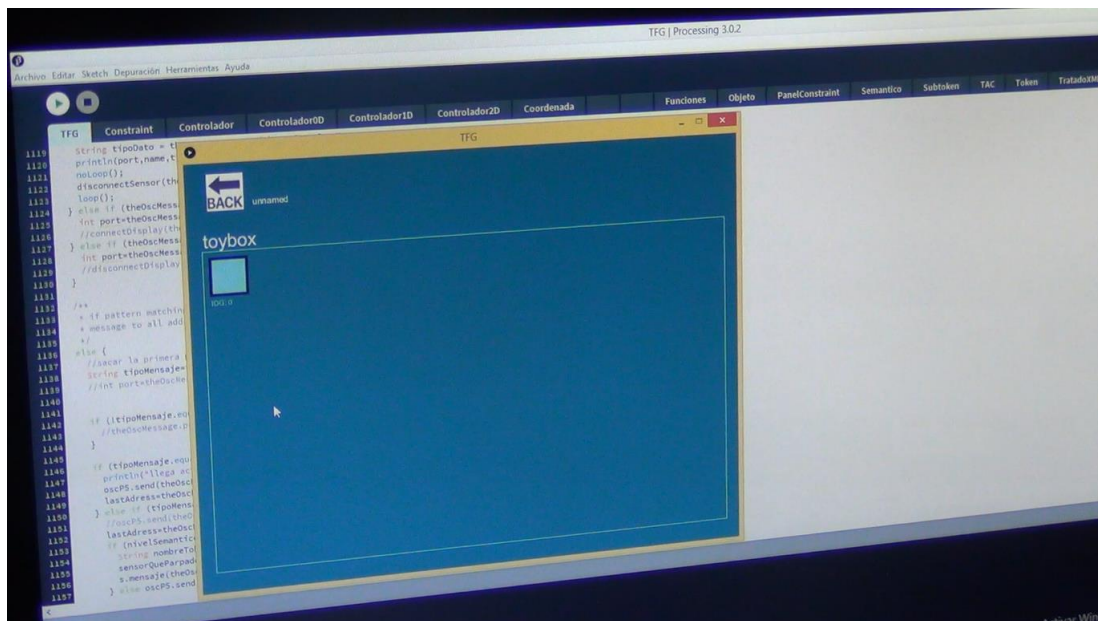 TFG | Processing 3.0.2
Archivo Editar Sketch Depuración Herramientas Ayuda
TFG Constraint Controlador Controlador0D Controlador1D Controlador2D Coordenada Funciones Objeto PanelConstraint Semantico Subtoken TAC Token TratadoXM
TFG
BACK unnamed
toybox
IDG: 0
1119 String tipoDato = t
1120 println(port,name,t
1121 noLoop();
1122 disconnectSensor(th
1123 loop();
1124 } else if (theOscMess
1125 int port=theOscMess
1126 //connectDisplay(th
1127 } else if (theOscMess
1128 int port=theOscMess
1129 //disconnectDisplay
1130 }
1131
1132 /**
1133 * if pattern matchin
1134 * message to all add
1135 */
1136 else {
1137 //sacar la primera
1138 String tipoMensaje=
1139 //int port=theOscMe
1140
1141
1142 if (!tipoMensaje.equ
1143 //theOscMessage.p
1144 }
1145
1146 if (tipoMensaje.equ
1147 println("llega ac
1148 oscP5.send(theOscM
1149 lastAdress=theOsc
1150 } else if (tipoMens
1151 //oscP5.send(theO
1152 lastAdress=theOsc
1153 if (nivelSemantic
1154 String nombreTo
1155 sensorQueParpad
1156 s.mensaje(theOs
1157 } else oscP5.send